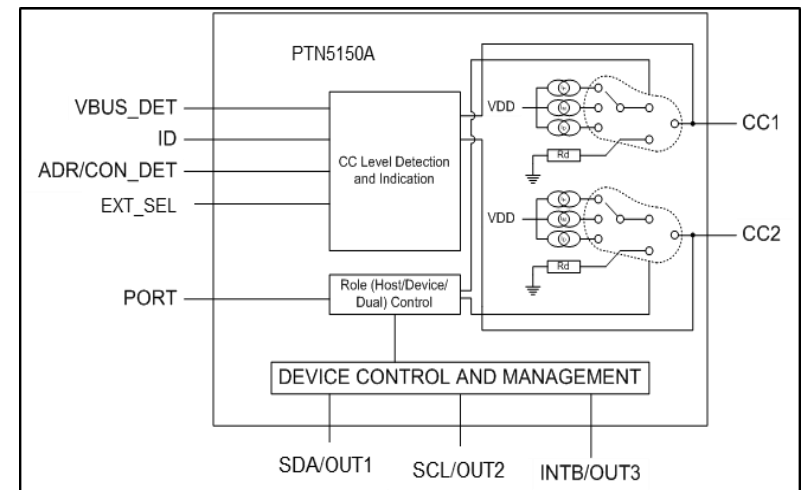 PTN5150A
VBUS_DET
ID
ADR/CON_DET
EXT_SEL
PORT
CC Level Detection
and Indication
Role (Host/Device/
Dual) Control
VDD
Rd
CC1
VDD
Rd
CC2
DEVICE CONTROL AND MANAGEMENT
SDA/OUT1
SCL/OUT2
INTB/OUT3